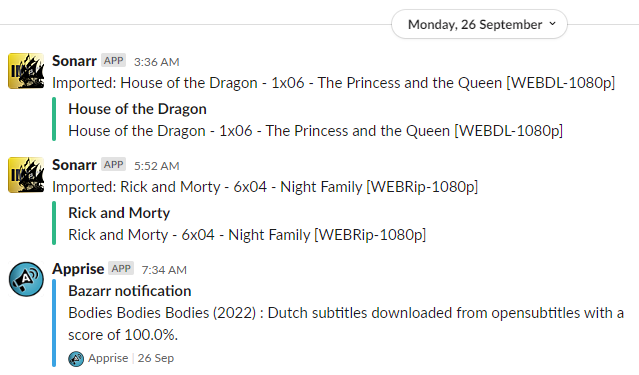 Monday, 26 September
Sonarr APP 3:36 AM
Imported: House of the Dragon - 1x06 - The Princess and the Queen [WEBDL-1080p]
House of the Dragon
House of the Dragon - 1x06 - The Princess and the Queen [WEBDL-1080p]
Sonarr APP 5:52 AM
Imported: Rick and Morty - 6x04 - Night Family [WEBRip-1080p]
Rick and Morty
Rick and Morty - 6x04 - Night Family [WEBRip-1080p]
Apprise APP 7:34 AM
Bazarr notification
Bodies Bodies Bodies (2022) : Dutch subtitles downloaded from opensubtitles with a
score of 100.0%.
Apprise | 26 Sep